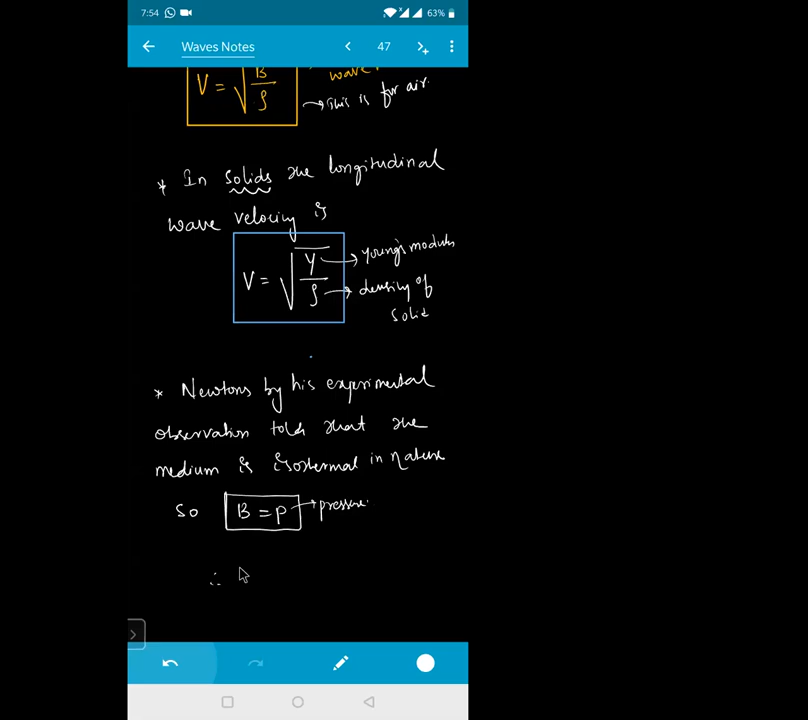 7:54 63%
Waves Notes 47
wave
V = √B/ρ
→ This is for air.
* In solids the longitudinal
wave velocity is
V = √Y/ρ
→ young's modulus
→ density of
solid
* Newtons by his experimental
observation told that the
medium is isothermal in nature
So B = P → pressure.
∴